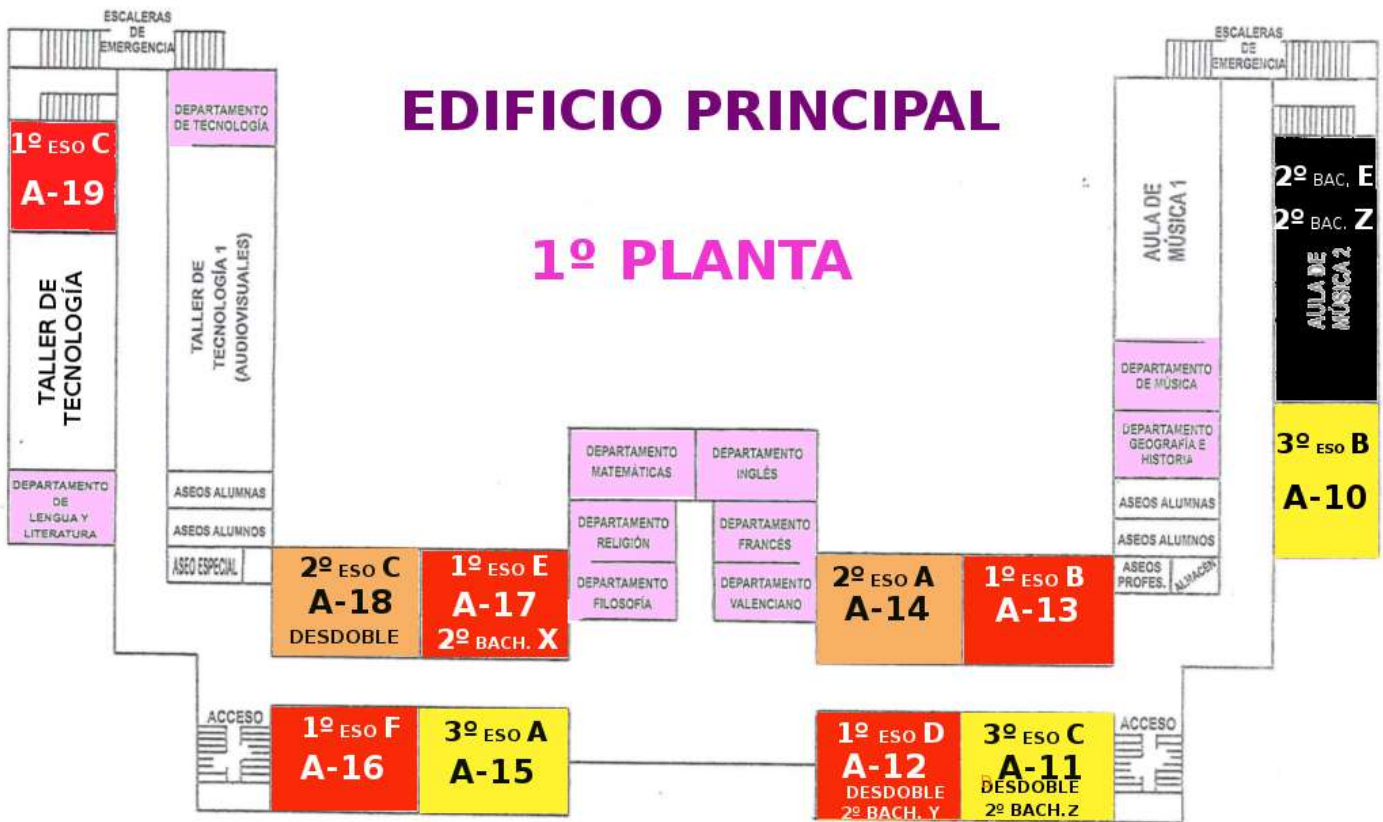 ESCALERAS
DE
EMERGENCIA
ESCALERAS
DE
EMERGENCIA
EDIFICIO PRINCIPAL
1º PLANTA
1º ESO C
A-19
TALLER DE
TECNOLOGÍA
DEPARTAMENTO
DE
LENGUA Y
LITERATURA
DEPARTAMENTO
DE TECNOLOGÍA
TALLER DE
TECNOLOGÍA 1
(AUDIOVISUALES)
ASEOS ALUMNAS
ASEOS ALUMNOS
ASEO ESPECIAL
2º ESO C
A-18
DESDOBLE
1º ESO E
A-17
2º BACH. X
DEPARTAMENTO
MATEMÁTICAS
DEPARTAMENTO
INGLÉS
DEPARTAMENTO
RELIGIÓN
DEPARTAMENTO
FRANCÉS
DEPARTAMENTO
FILOSOFÍA
DEPARTAMENTO
VALENCIANO
2º ESO A
A-14
1º ESO B
A-13
AULA DE
MÚSICA 1
DEPARTAMENTO
DE MÚSICA
DEPARTAMENTO
GEOGRAFÍA E
HISTORIA
ASEOS ALUMNAS
ASEOS ALUMNOS
ASEOS
PROFES.
ALMACÉN
2º BAC. E
2º BAC. Z
AULA DE
MÚSICA 2
3º ESO B
A-10
ACCESO
1º ESO F
A-16
3º ESO A
A-15
1º ESO D
A-12
DESDOBLE
2º BACH. Y
3º ESO C
A-11
D
DESDOBLE
2º BACH.Z
ACCESO